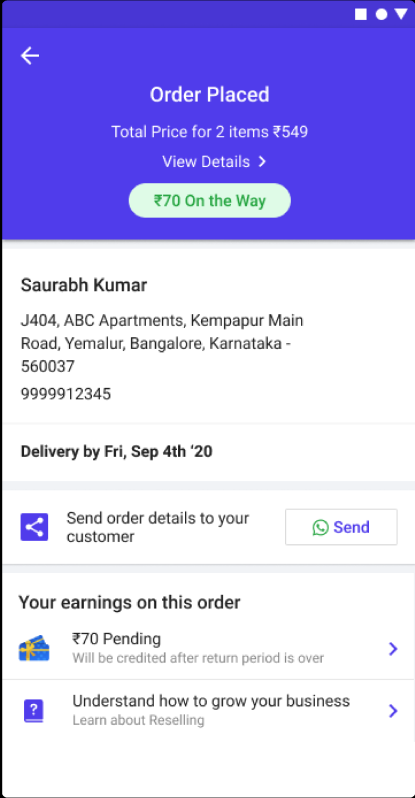 Order Placed
Total Price for 2 items ₹549
View Details
₹70 On the Way
Saurabh Kumar
J404, ABC Apartments, Kempapur Main
Road, Yemalur, Bangalore, Karnataka -
560037
9999912345
Delivery by Fri, Sep 4th ‘20
Send order details to your
customer
Send
Your earnings on this order
₹70 Pending
Will be credited after return period is over
?
Understand how to grow your business
Learn about Reselling